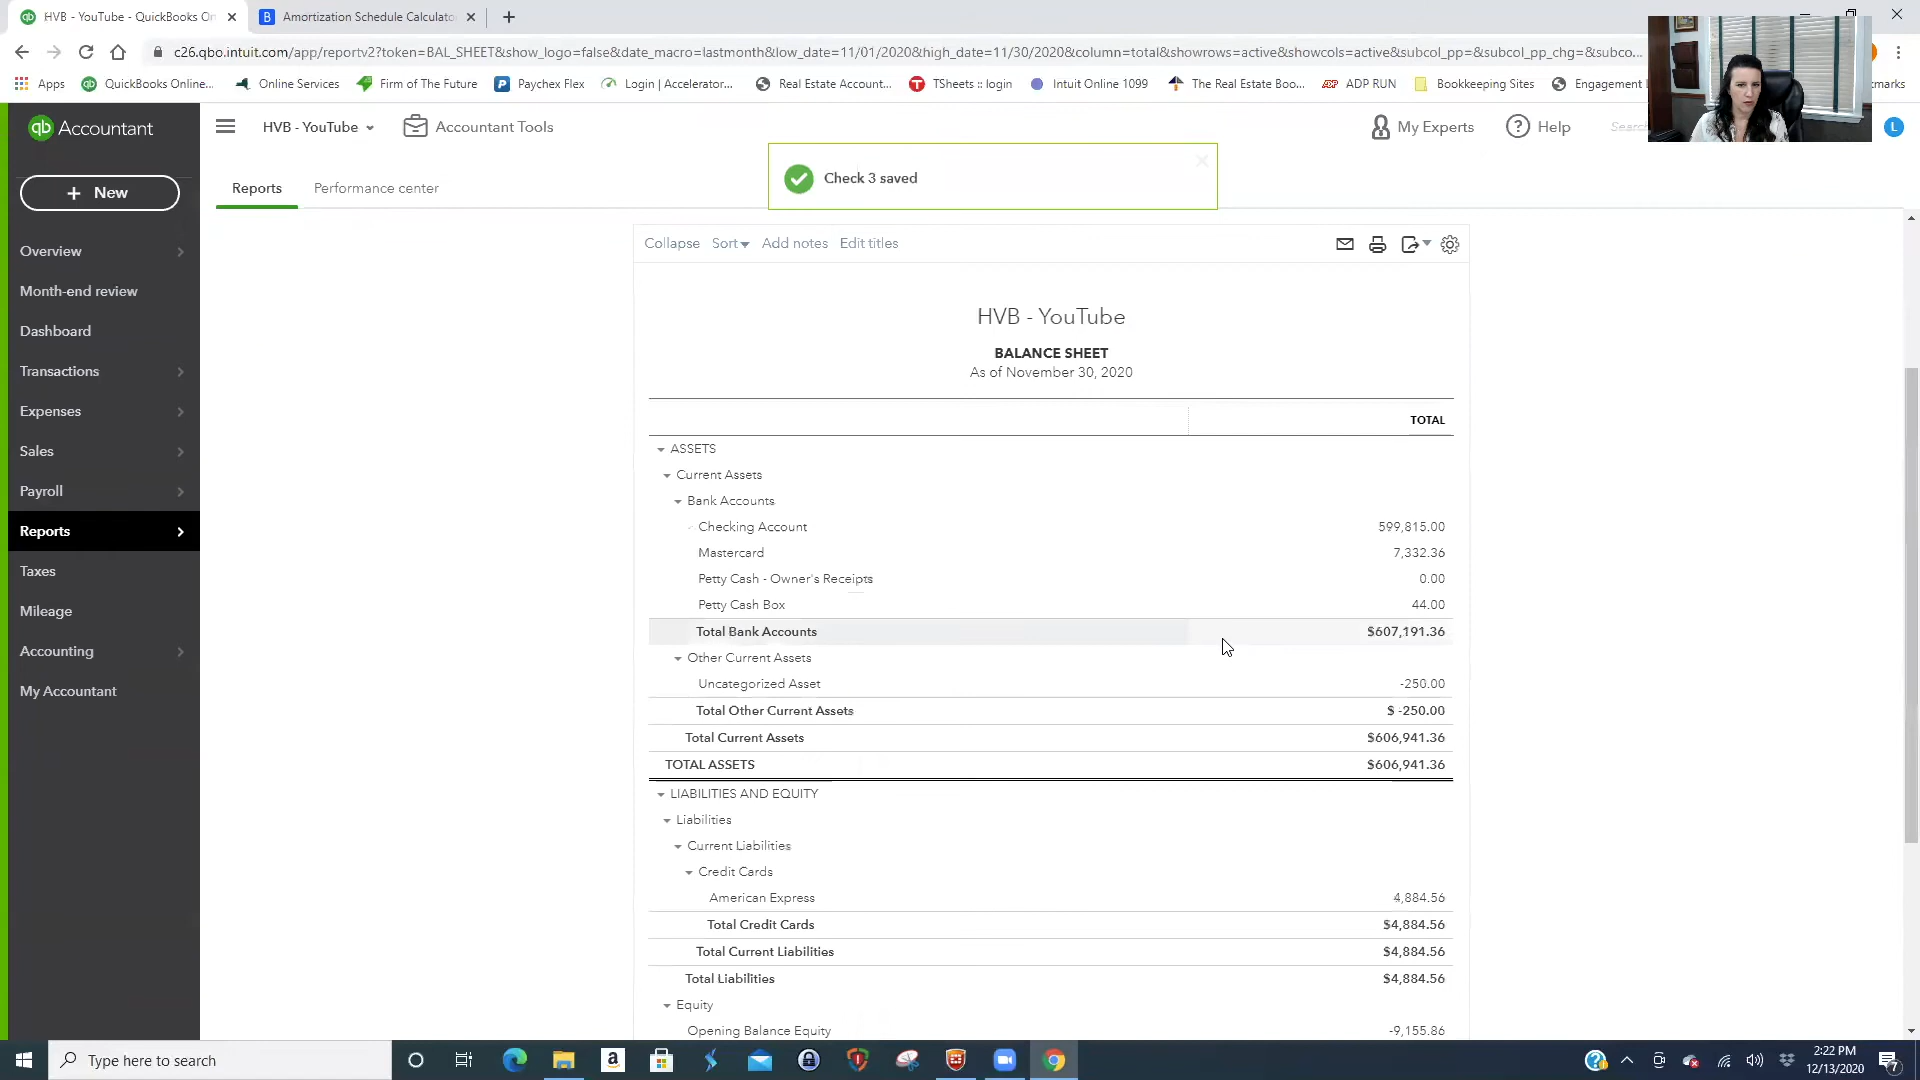 HVB - YouTube - QuickBooks On
Amortization Schedule Calculato
c26.qbo.intuit.com/app/reportv2?token=BAL_SHEET&show_logo=false&date_macro=lastmonth&low_date=11/01/2020&high_date=11/30/2020&column=total&showrows=active&showcols=active&subcol_pp=&subcol_pp_chg=&subco...
Apps
QuickBooks Online...
Online Services
Firm of The Future
Paychex Flex
Login | Accelerator...
Real Estate Account...
TSheets :: login
Intuit Online 1099
The Real Estate Boo...
ADP RUN
Bookkeeping Sites
Engagement
marks
qb Accountant
HVB - YouTube
Accountant Tools
My Experts
Help
Search
L
+ New
Reports
Performance center
Check 3 saved
Overview
Month-end review
Dashboard
Transactions
Expenses
Sales
Payroll
Reports
Taxes
Mileage
Accounting
My Accountant
Collapse Sort Add notes Edit titles
HVB - YouTube
BALANCE SHEET
As of November 30, 2020
TOTAL
ASSETS
Current Assets
Bank Accounts
Checking Account 599,815.00
Mastercard 7,332.36
Petty Cash - Owner's Receipts 0.00
Petty Cash Box 44.00
Total Bank Accounts $607,191.36
Other Current Assets
Uncategorized Asset -250.00
Total Other Current Assets $ -250.00
Total Current Assets $606,941.36
TOTAL ASSETS $606,941.36
LIABILITIES AND EQUITY
Liabilities
Current Liabilities
Credit Cards
American Express 4,884.56
Total Credit Cards $4,884.56
Total Current Liabilities $4,884.56
Total Liabilities $4,884.56
Equity
Opening Balance Equity -9,155.86
Type here to search
2:22 PM
12/13/2020
7